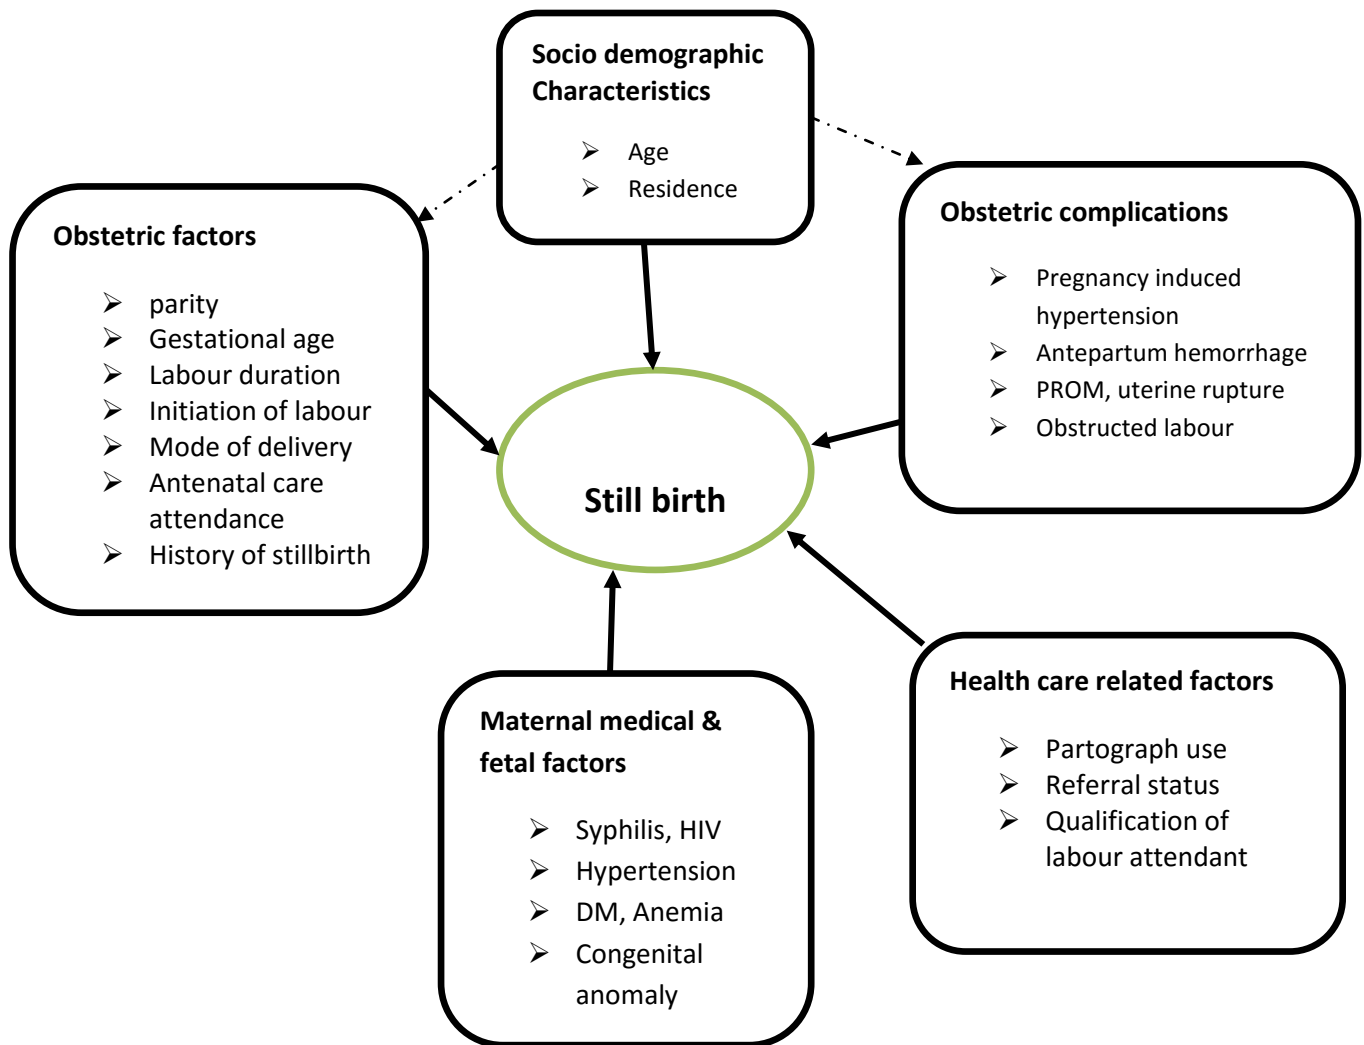 Socio demographic
Characteristics
➢ Age
➢ Residence
Obstetric factors
➢ parity
➢ Gestational age
➢ Labour duration
➢ Initiation of labour
➢ Mode of delivery
➢ Antenatal care
attendance
➢ History of stillbirth
Obstetric complications
➢ Pregnancy induced
hypertension
➢ Antepartum hemorrhage
➢ PROM, uterine rupture
➢ Obstructed labour
Still birth
Maternal medical &
fetal factors
➢ Syphilis, HIV
➢ Hypertension
➢ DM, Anemia
➢ Congenital
anomaly
Health care related factors
➢ Partograph use
➢ Referral status
➢ Qualification of
labour attendant